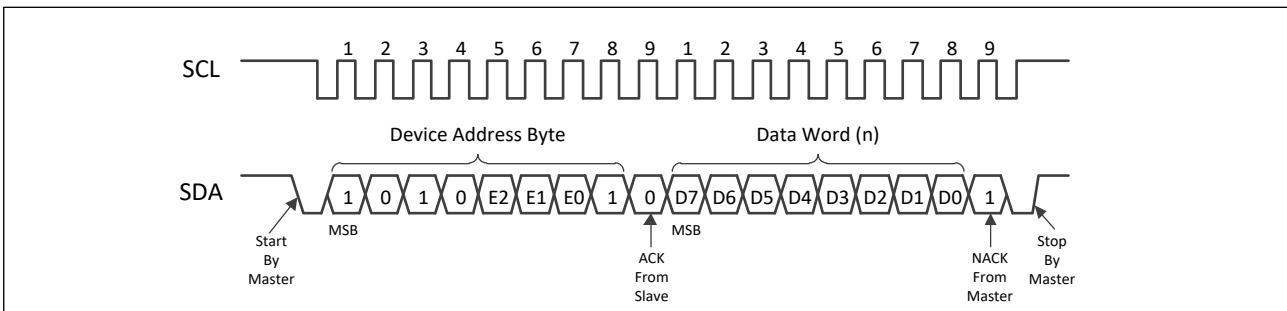 1 2 3 4 5 6 7 8 9 1 2 3 4 5 6 7 8 9
SCL
Device Address Byte Data Word (n)
SDA
1 0 1 0 E2 E1 E0 1 0 D7 D6 D5 D4 D3 D2 D1 D0 1
MSB MSB
Start
By
Master
ACK
From
Slave
NACK
From
Master
Stop
By
Master